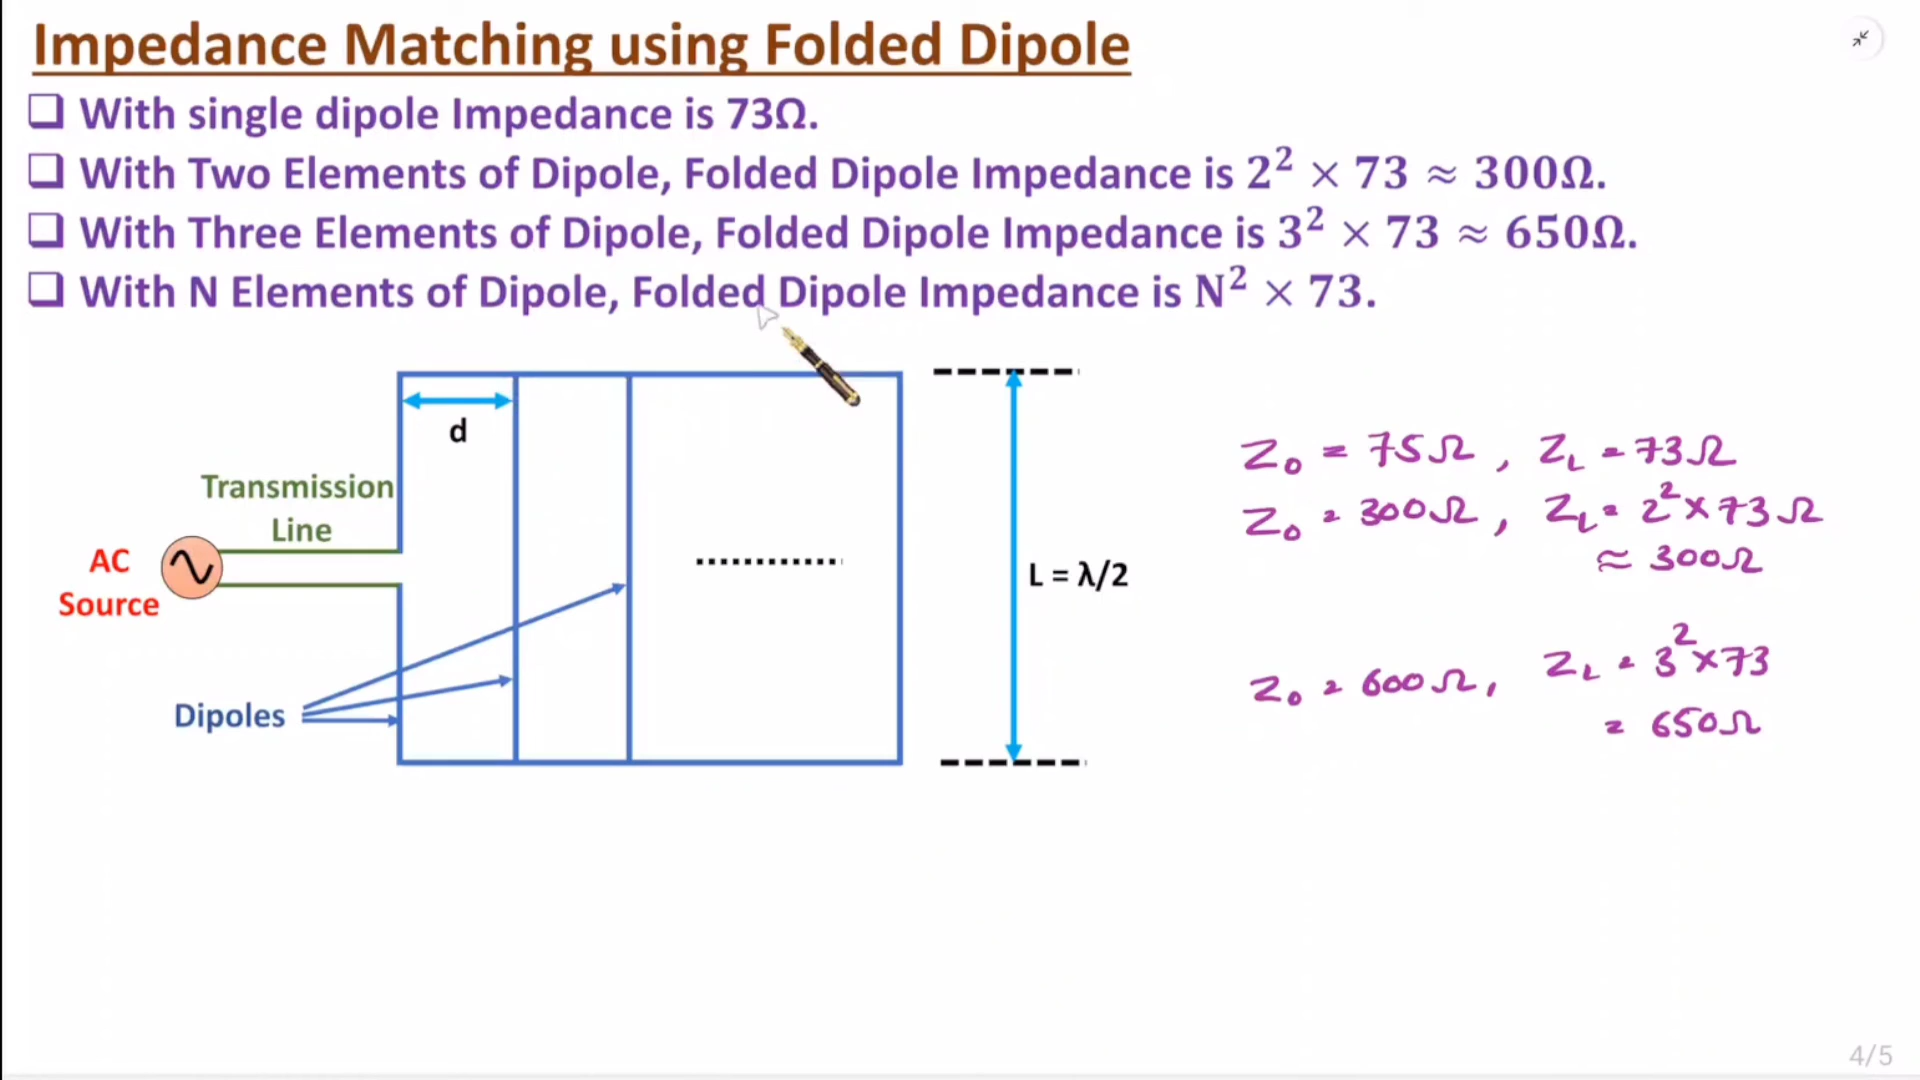 Impedance Matching using Folded Dipole
❑ With single dipole Impedance is 73Ω.
❑ With Two Elements of Dipole, Folded Dipole Impedance is 2² × 73 ≈ 300Ω.
❑ With Three Elements of Dipole, Folded Dipole Impedance is 3² × 73 ≈ 650Ω.
❑ With N Elements of Dipole, Folded Dipole Impedance is N² × 73.
d
Transmission
Line
AC
Source
Dipoles
............
L = λ/2
Z₀ = 75Ω, Z_L = 73Ω
Z₀ = 300Ω, Z_L = 2² × 73Ω
≈ 300Ω
Z₀ = 600Ω, Z_L = 3² × 73
= 650Ω
4/5